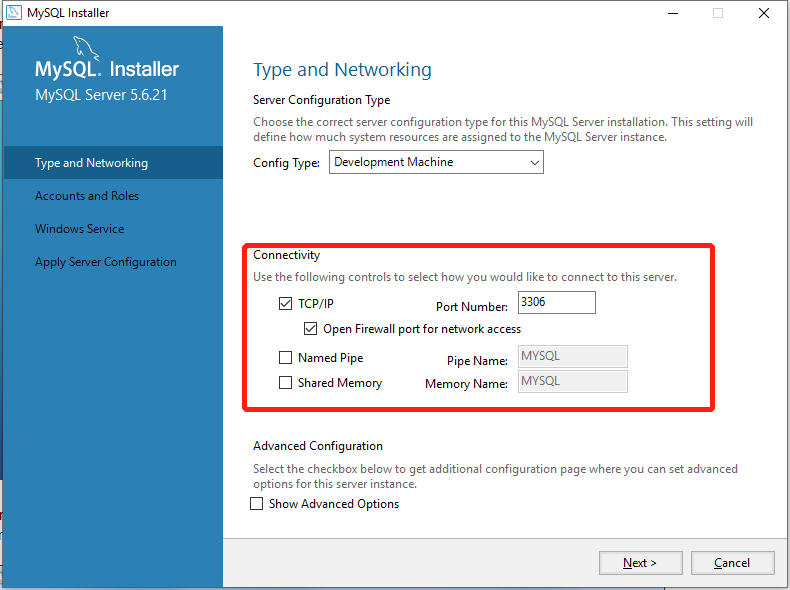 MySQL Installer
MySQL. Installer
MySQL Server 5.6.21
Type and Networking
Accounts and Roles
Windows Service
Apply Server Configuration
Type and Networking
Server Configuration Type
Choose the correct server configuration type for this MySQL Server installation. This setting will
define how much system resources are assigned to the MySQL Server instance.
Config Type: Development Machine
Connectivity
Use the following controls to select how you would like to connect to this server.
TCP/IP Port Number: 3306
Open Firewall port for network access
Named Pipe Pipe Name: MYSQL
Shared Memory Memory Name: MYSQL
Advanced Configuration
Select the checkbox below to get additional configuration page where you can set advanced
options for this server instance.
Show Advanced Options
Next > Cancel